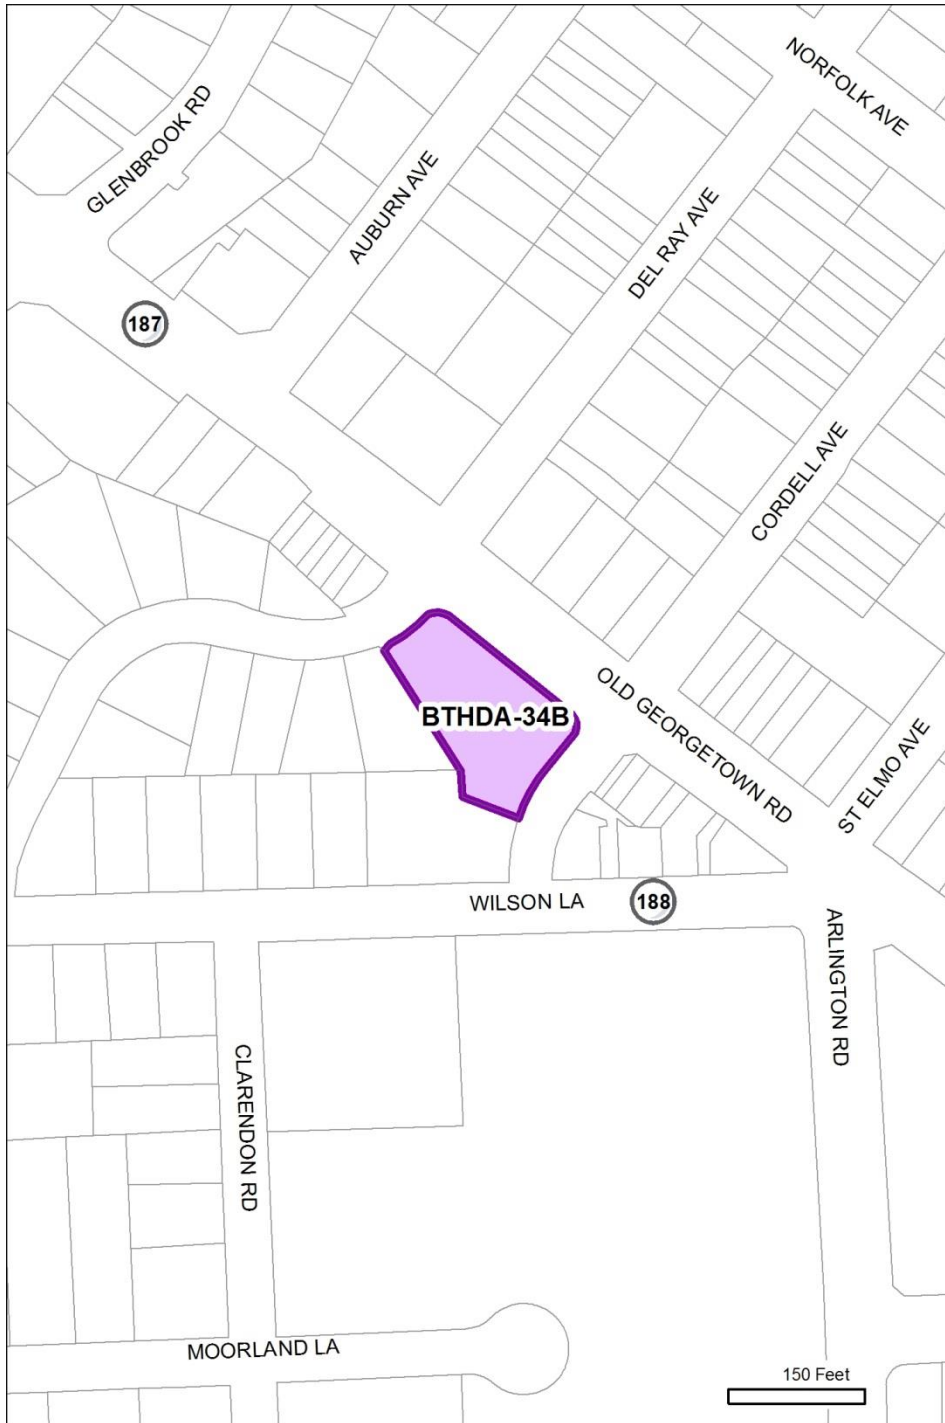 NORFOLK AVE
GLENBROOK RD
AUBURN AVE
DEL RAY AVE
187
CORDELL AVE
BTHDA-34B
OLD GEORGETOWN RD
ST ELMO AVE
WILSON LA
188
ARLINGTON RD
CLARENDON RD
MOORLAND LA
150 Feet